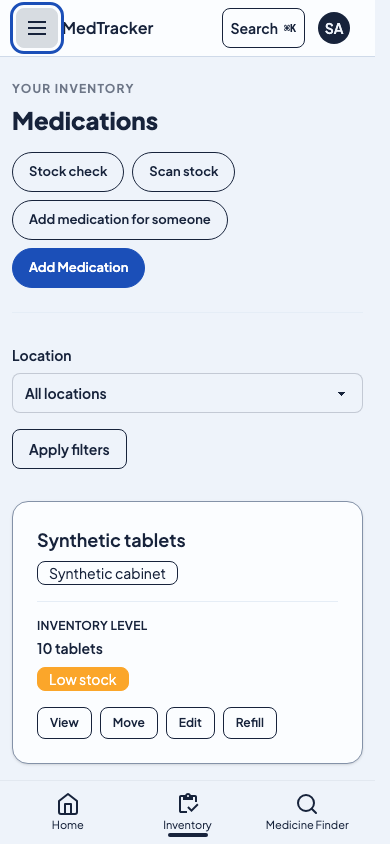 MedTracker
Search ⌘K
SA
YOUR INVENTORY
Medications
Stock check
Scan stock
Add medication for someone
Add Medication
Location
All locations
Apply filters
Synthetic tablets
Synthetic cabinet
INVENTORY LEVEL
10 tablets
Low stock
View
Move
Edit
Refill
Home
Inventory
Medicine Finder